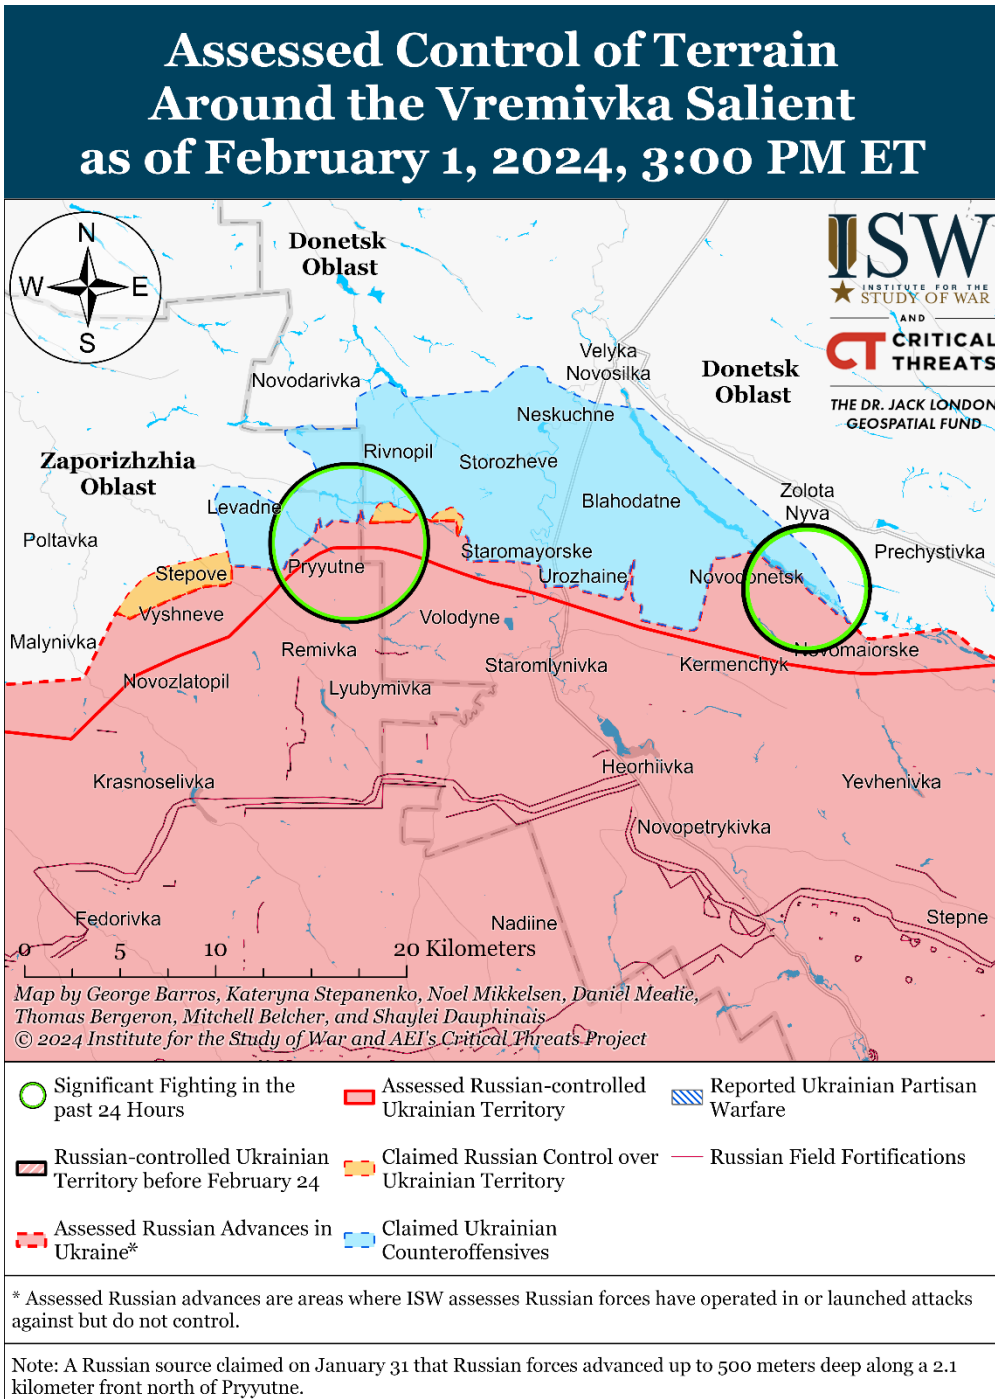 Assessed Control of Terrain
Around the Vremivka Salient
as of February 1, 2024, 3:00 PM ET
N
W E
S
Donetsk
Oblast
ISW
INSTITUTE FOR THE
STUDY OF WAR
AND
CT CRITICAL
THREATS
THE DR. JACK LONDON
GEOSPATIAL FUND
Velyka
Novosilka
Donetsk
Oblast
Novodarivka
Neskuchne
Rivnopil
Storozheve
Zaporizhzhia
Oblast
Blahodatne
Zolota
Nyva
Levadne
Poltavka
Prechystivka
Staromayorske
Stepove
Pryyutne
Urozhaine
Novodonetsk
Vyshneve
Volodyne
Malynivka
Remivka
Novomaiorske
Staromlynivka
Kermenchyk
Novozlatopil
Lyubymivka
Heorhiivka
Krasnoselivka
Yevhenivka
Novopetrykivka
Fedorivka
Nadiine
Stepne
0 5 10 20 Kilometers
Map by George Barros, Kateryna Stepanenko, Noel Mikkelsen, Daniel Mealie,
Thomas Bergeron, Mitchell Belcher, and Shaylei Dauphinais
© 2024 Institute for the Study of War and AEI's Critical Threats Project
Significant Fighting in the
past 24 Hours
Assessed Russian-controlled
Ukrainian Territory
Reported Ukrainian Partisan
Warfare
Russian-controlled Ukrainian
Territory before February 24
Claimed Russian Control over
Ukrainian Territory
Russian Field Fortifications
Assessed Russian Advances in
Ukraine*
Claimed Ukrainian
Counteroffensives
* Assessed Russian advances are areas where ISW assesses Russian forces have operated in or launched attacks
against but do not control.
Note: A Russian source claimed on January 31 that Russian forces advanced up to 500 meters deep along a 2.1
kilometer front north of Pryyutne.